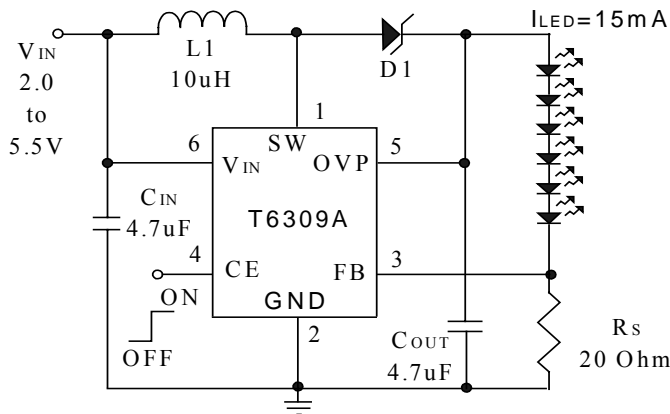 ILED=15mA
VIN
2.0
to
5.5V
L1
10uH
D1
1
SW
6
VIN
OVP
5
CIN
4.7uF
T6309A
4
CE
FB
3
ON
OFF
GND
2
COUT
4.7uF
RS
20 Ohm